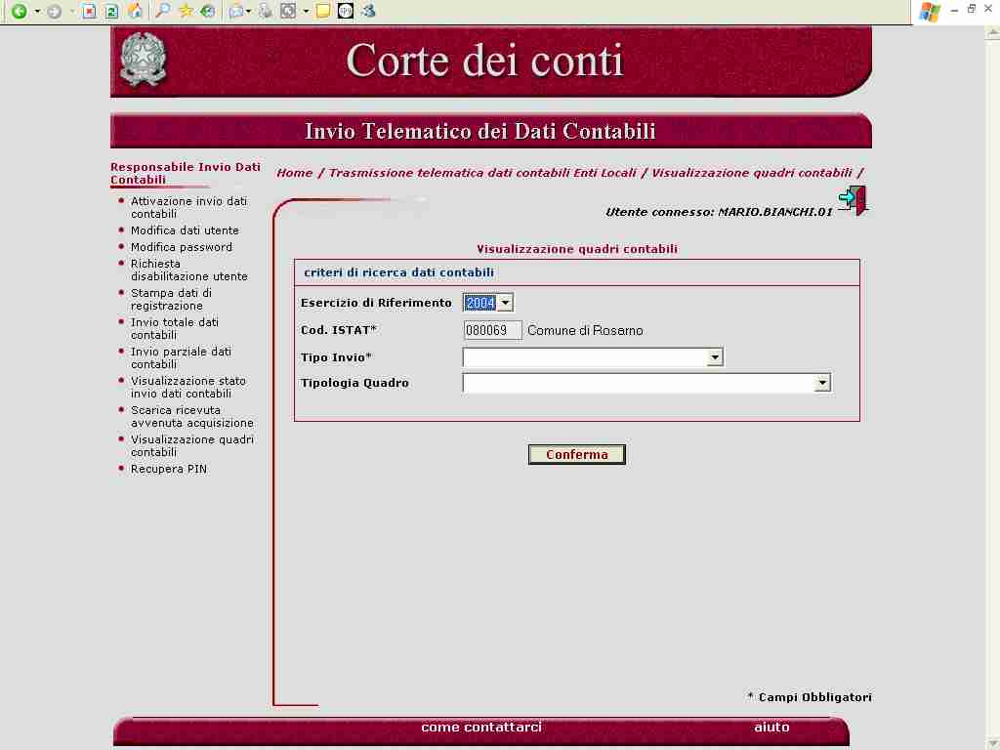 Corte dei conti
Invio Telematico dei Dati Contabili
Responsabile Invio Dati
Contabili
Attivazione invio dati
contabili
Modifica dati utente
Modifica password
Richiesta
disabilitazione utente
Stampa dati di
registrazione
Invio totale dati
contabili
Invio parziale dati
contabili
Visualizzazione stato
invio dati contabili
Scarica ricevuta
avvenuta acquisizione
Visualizzazione quadri
contabili
Recupera PIN
Home / Trasmissione telematica dati contabili Enti Locali / Visualizzazione quadri contabili /
Utente connesso: MARIO.BIANCHI.01
Visualizzazione quadri contabili
criteri di ricerca dati contabili
Esercizio di Riferimento 2004
Cod. ISTAT* 080069 Comune di Rosarno
Tipo Invio*
Tipologia Quadro
Conferma
* Campi Obbligatori
come contattarci aiuto